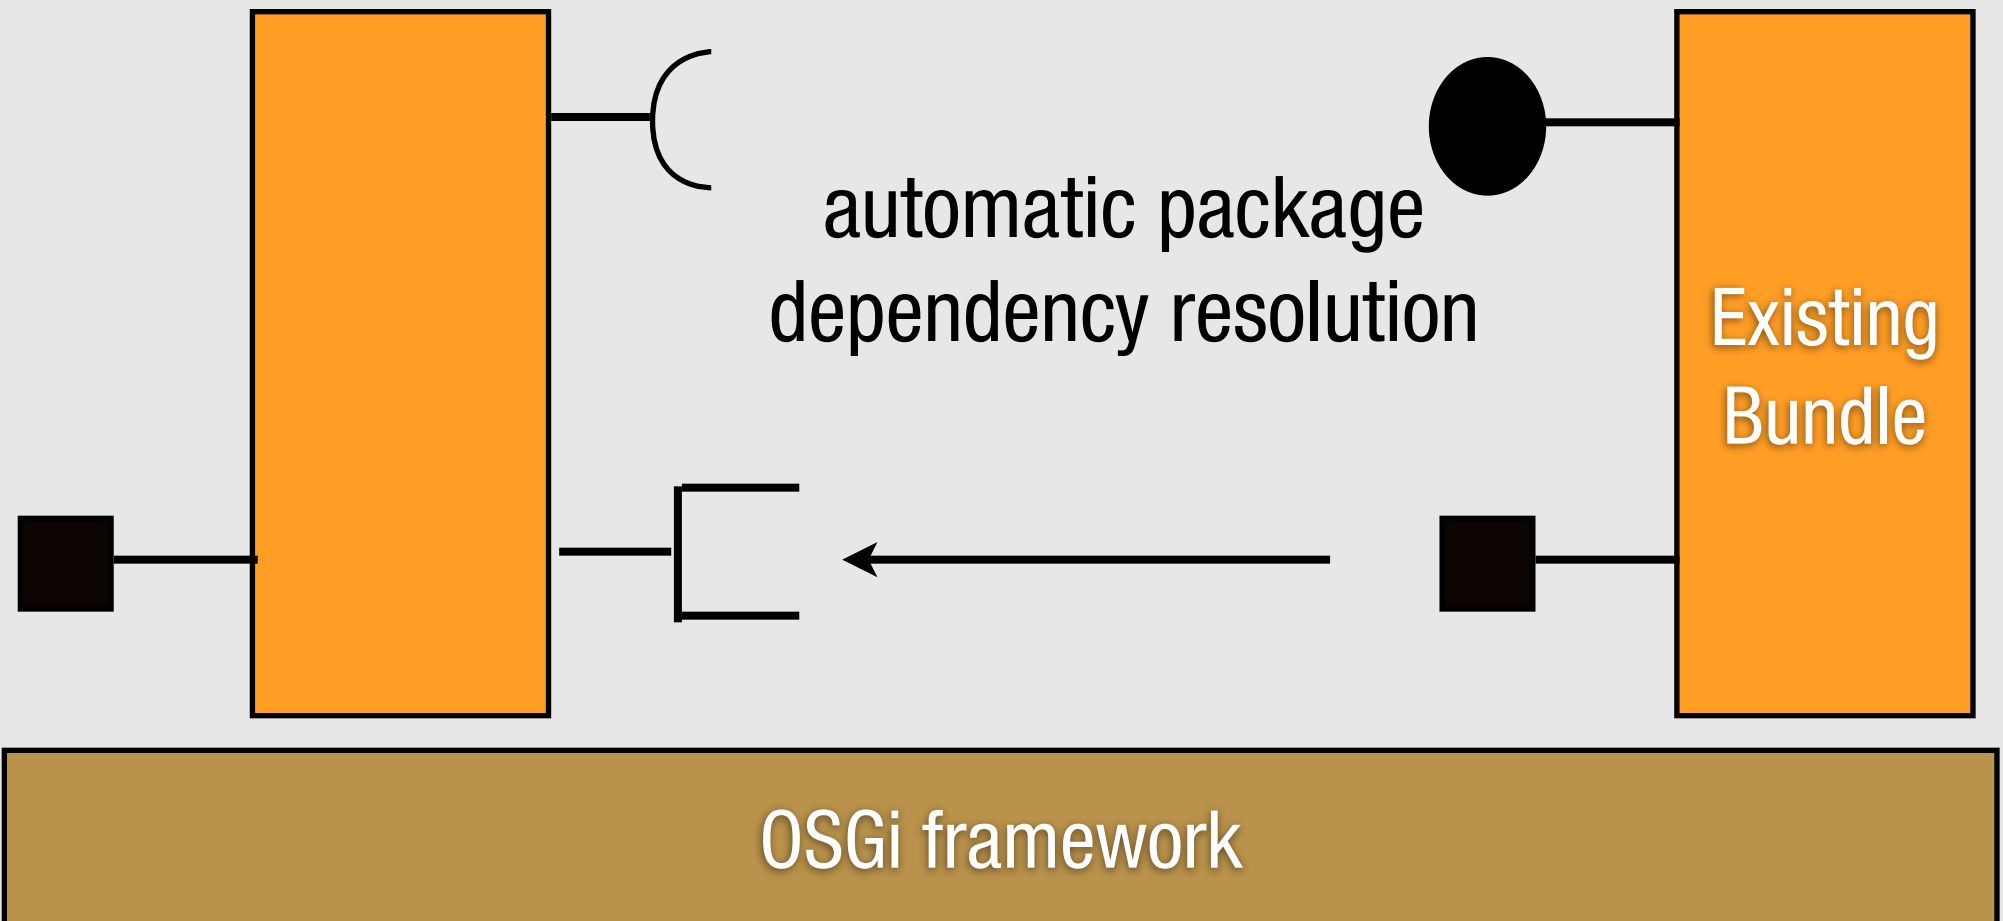 automatic package
dependency resolution
Existing
Bundle
OSGi framework